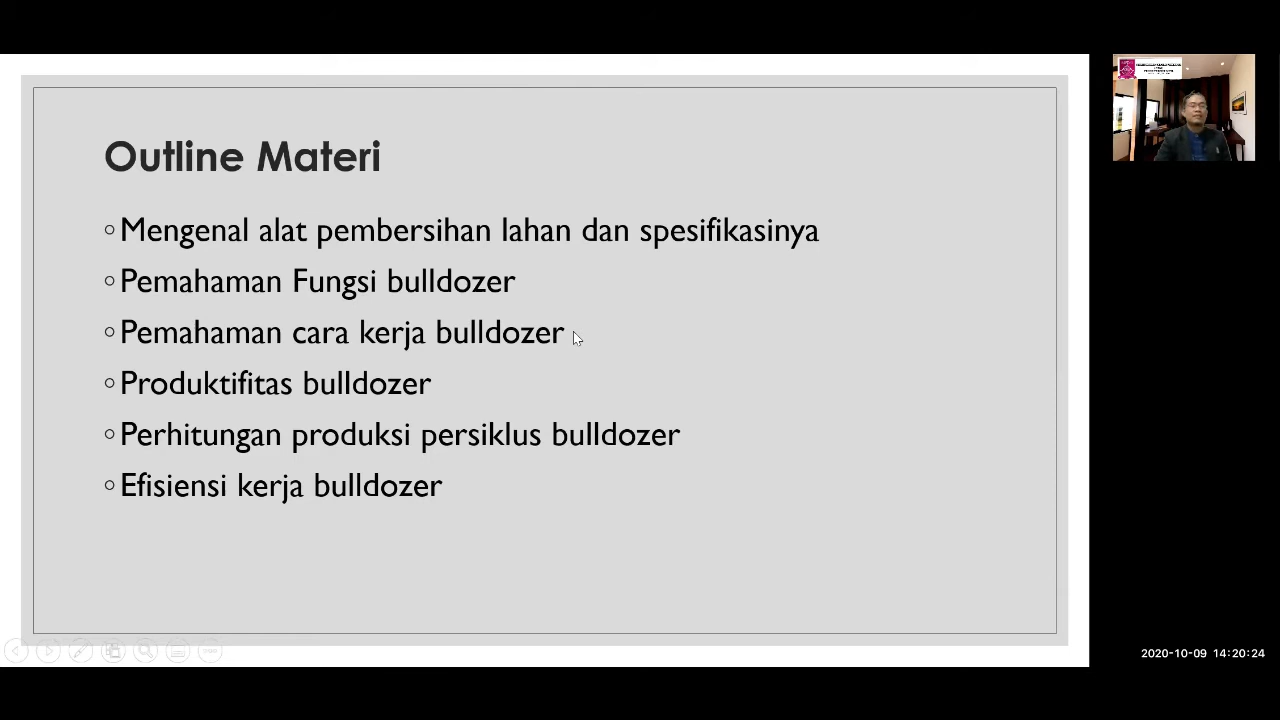 Outline Materi
Mengenal alat pembersihan lahan dan spesifikasinya
Pemahaman Fungsi bulldozer
Pemahaman cara kerja bulldozer
Produktifitas bulldozer
Perhitungan produksi persiklus bulldozer
Efisiensi kerja bulldozer
2020-10-09 14:20:24